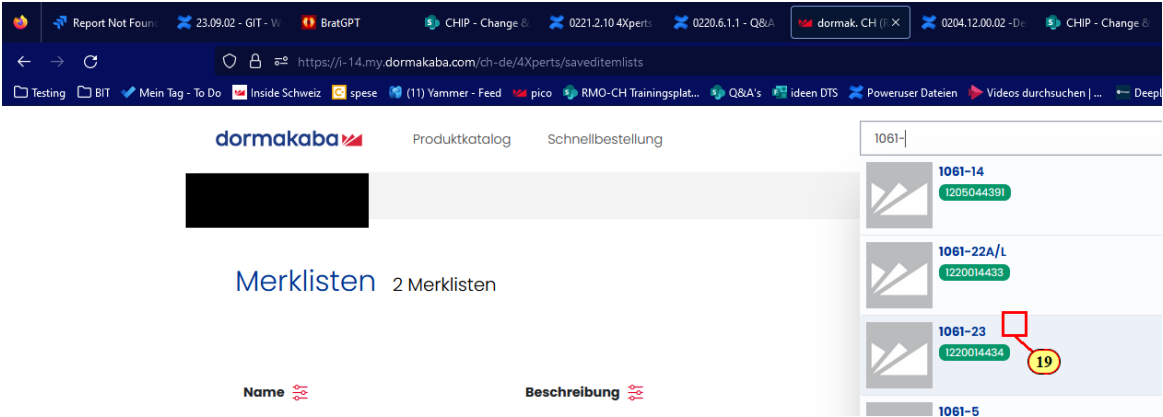 Report Not Foun
23.09.02 - GIT - W
BratGPT
CHIP - Change &
0221.2.10 4Xperts
0220.6.1.1 - Q&A
dormak. CH (R
0204.12.00.02 -De
CHIP - Change &
https://i-14.my.dormakaba.com/ch-de/4Xperts/saveditemlists
Testing
BIT
Mein Tag - To Do
Inside Schweiz
spese
(11) Yammer - Feed
pico
RMO-CH Trainingsplat...
Q&A's
ideen DTS
Poweruser Dateien
Videos durchsuchen | ...
DeepL
dormakaba
Produktkatalog
Schnellbestellung
1061-
1061-14
1205044391
1061-22A/L
1220014433
Merklisten 2 Merklisten
1061-23
1220014434
19
Name
Beschreibung
1061-5